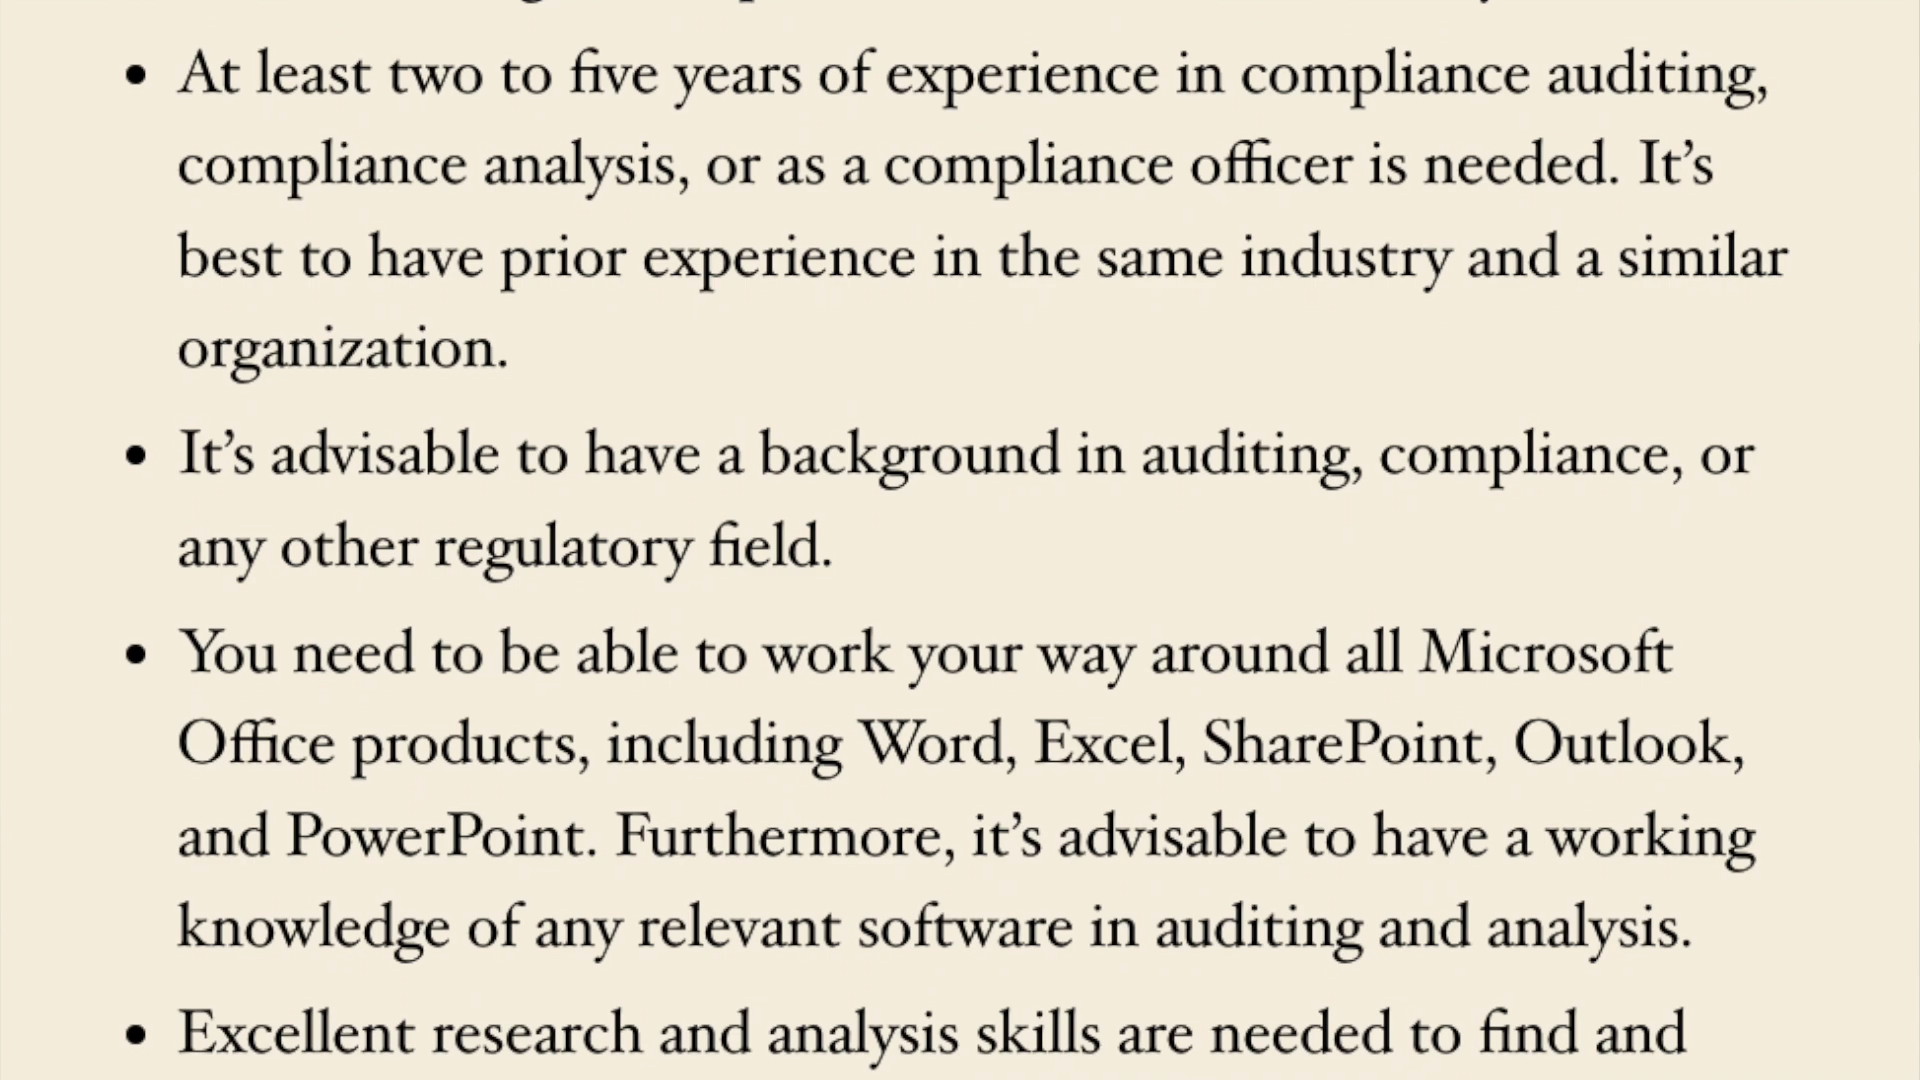 • At least two to five years of experience in compliance auditing,
compliance analysis, or as a compliance officer is needed. It’s
best to have prior experience in the same industry and a similar
organization.
• It’s advisable to have a background in auditing, compliance, or
any other regulatory field.
• You need to be able to work your way around all Microsoft
Office products, including Word, Excel, SharePoint, Outlook,
and PowerPoint. Furthermore, it’s advisable to have a working
knowledge of any relevant software in auditing and analysis.
• Excellent research and analysis skills are needed to find and